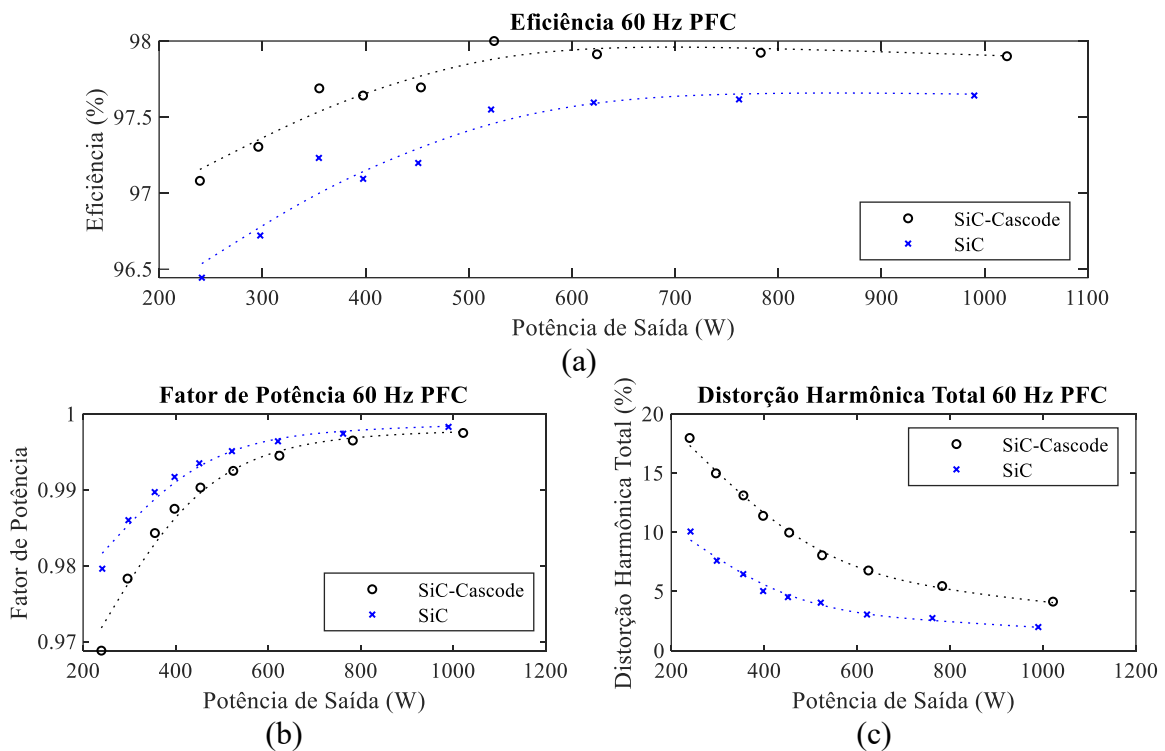 Eficiência 60 Hz PFC
98
97.5
97
96.5
Eficiência (%)
SiC-Cascode
SiC
200 300 400 500 600 700 800 900 1000 1100
Potência de Saída (W)
(a)
Fator de Potência 60 Hz PFC
1
0.99
0.98
0.97
Fator de Potência
SiC-Cascode
SiC
200 400 600 800 1000 1200
Potência de Saída (W)
(b)
Distorção Harmônica Total 60 Hz PFC
20
15
10
5
0
Distorção Harmônica Total (%)
SiC-Cascode
SiC
200 400 600 800 1000 1200
Potência de Saída (W)
(c)